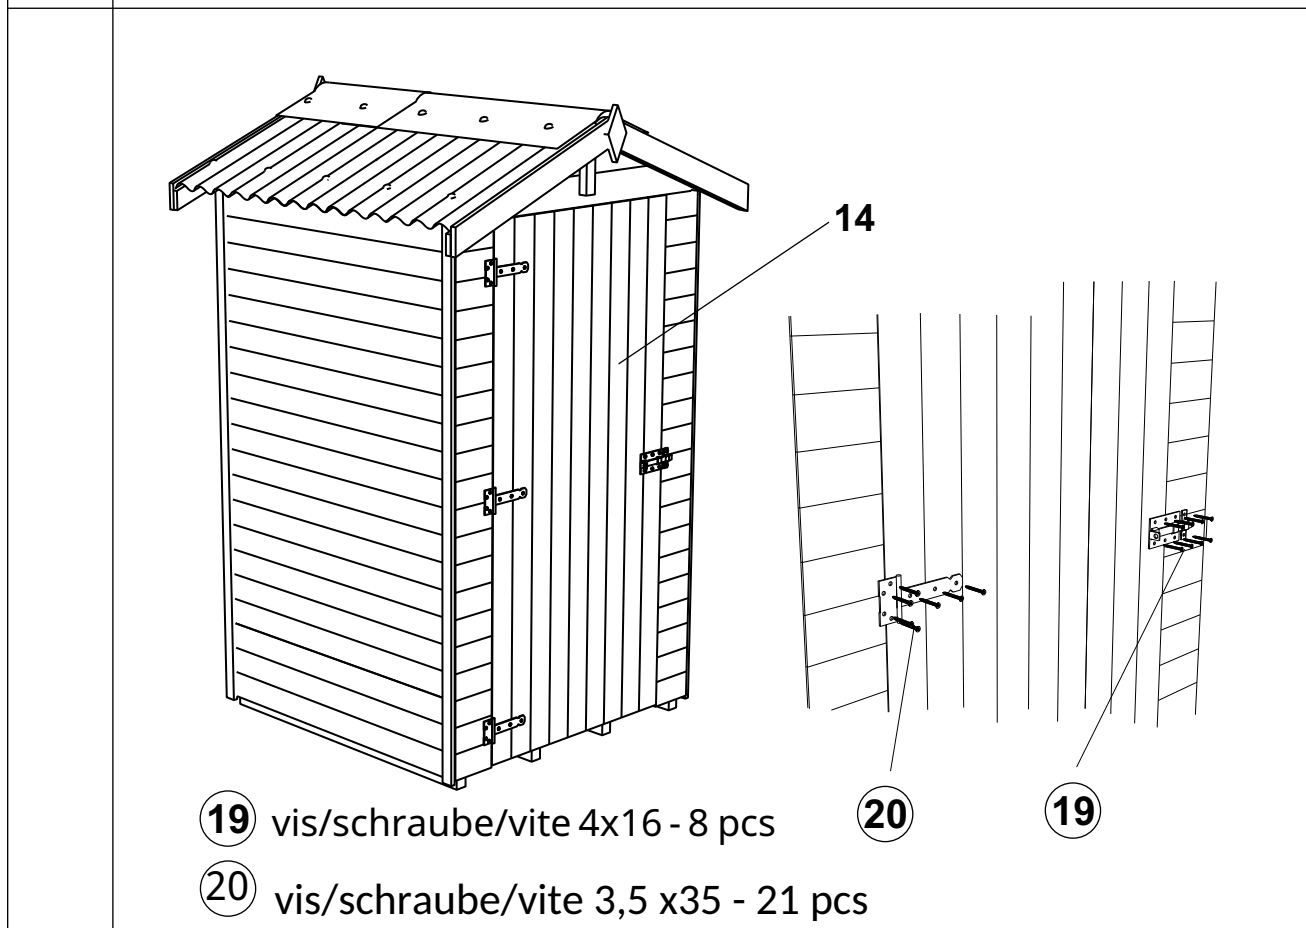 14
20
19
19 vis/schraube/vite 4x16 - 8 pcs
20 vis/schraube/vite 3,5 x35 - 21 pcs